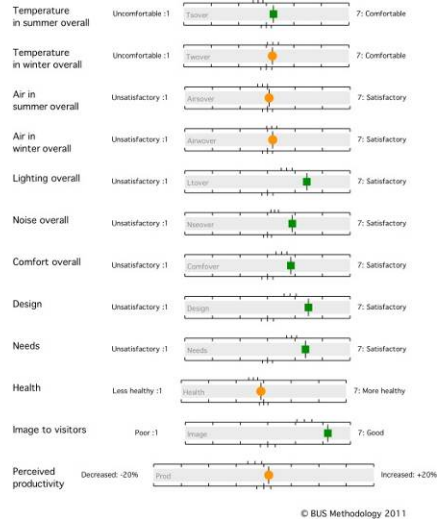 Temperature
in summer overall
Uncomfortable :1 Tsover 7: Comfortable
Temperature
in winter overall
Uncomfortable :1 Twover 7: Comfortable
Air in
summer overall
Unsatisfactory :1 Airsover 7: Satisfactory
Air in
winter overall
Unsatisfactory :1 Airwover 7: Satisfactory
Lighting overall Unsatisfactory :1 Ltover 7: Satisfactory
Noise overall Unsatisfactory :1 Nseover 7: Satisfactory
Comfort overall Unsatisfactory :1 Comfover 7: Satisfactory
Design Unsatisfactory :1 Design 7: Satisfactory
Needs Unsatisfactory :1 Needs 7: Satisfactory
Health Less healthy :1 Health 7: More healthy
Image to visitors Poor :1 Image 7: Good
Perceived
productivity
Decreased: -20% Prod Increased: +20%
© BUS Methodology 2011